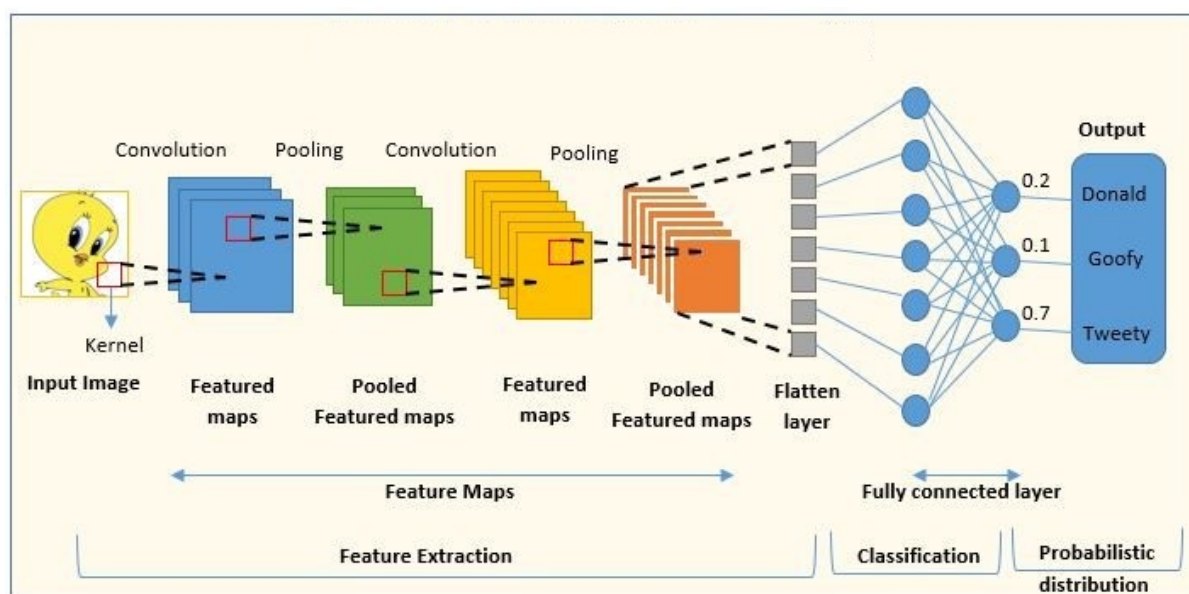 Convolution
Pooling
Convolution
Pooling
Output
0.2
Donald
0.1
Goofy
0.7
Tweety
Kernel
Input Image
Featured
maps
Pooled
Featured maps
Featured
maps
Pooled
Featured maps
Flatten
layer
Feature Maps
Fully connected layer
Feature Extraction
Classification
Probabilistic
distribution